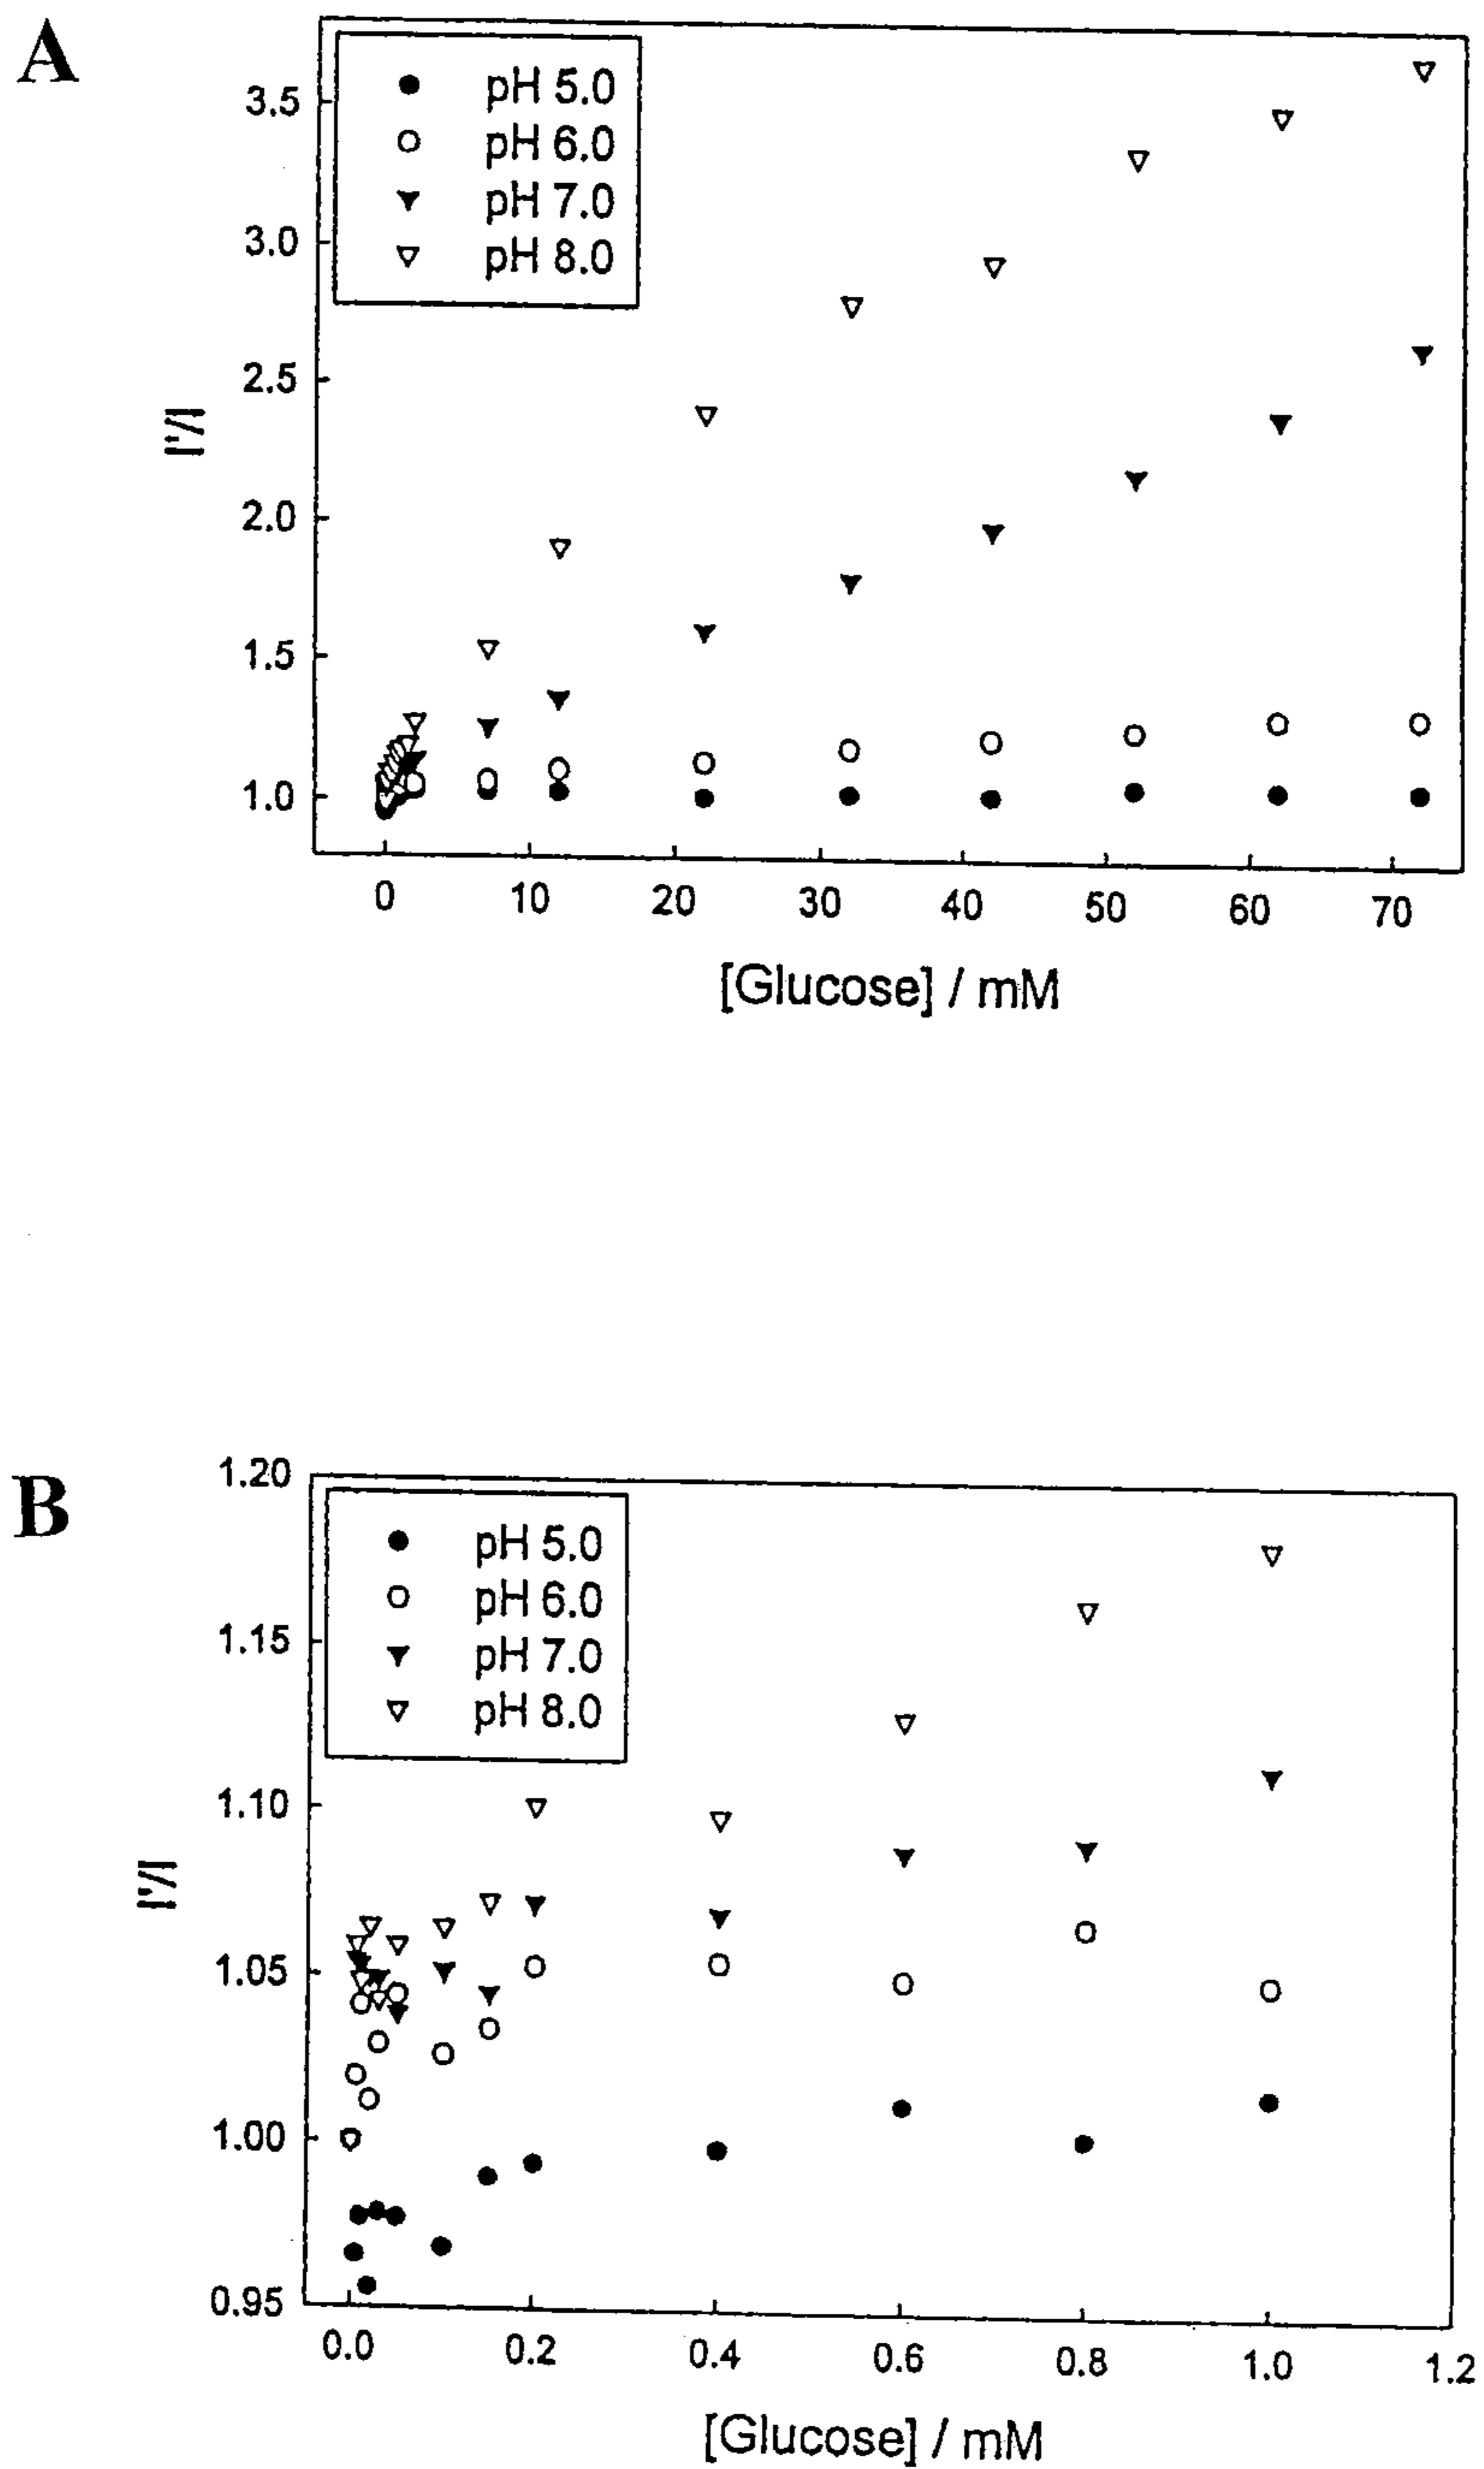 A
pH 5.0
pH 6.0
pH 7.0
pH 8.0
3.5
3.0
2.5
2.0
1.5
1.0
I'/I
0 10 20 30 40 50 60 70
[Glucose] / mM
B
pH 5.0
pH 6.0
pH 7.0
pH 8.0
1.20
1.15
1.10
1.05
1.00
0.95
I'/I
0.0 0.2 0.4 0.6 0.8 1.0 1.2
[Glucose] / mM